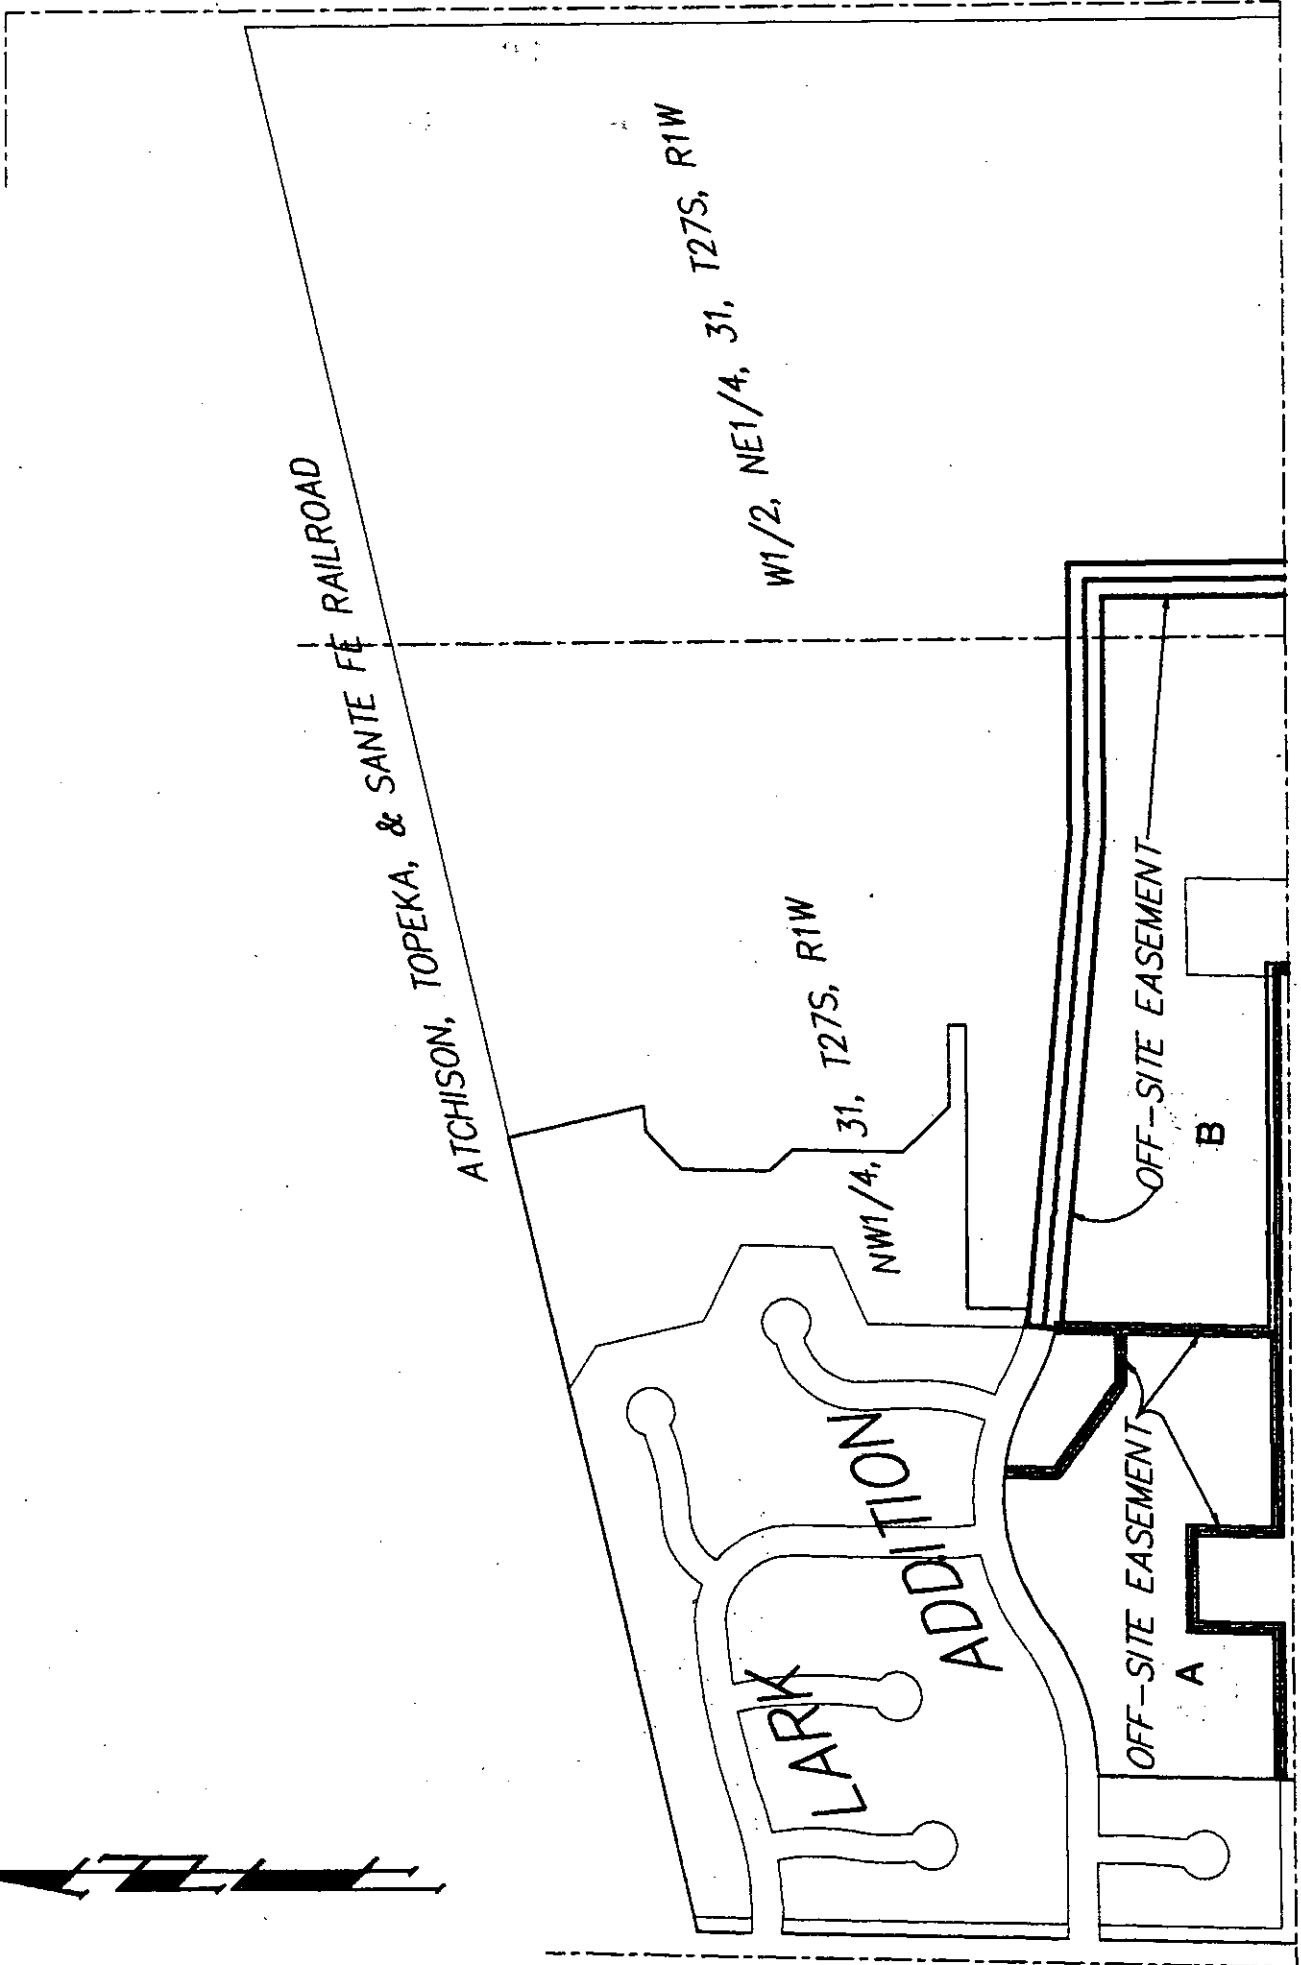 ATCHISON, TOPEKA, & SANTE FE RAILROAD
W1/2, NE1/4, 31, T27S, R1W
NW1/4, 31, T27S, R1W
LARK
ADDITION
OFF-SITE EASEMENT
A
OFF-SITE EASEMENT
B